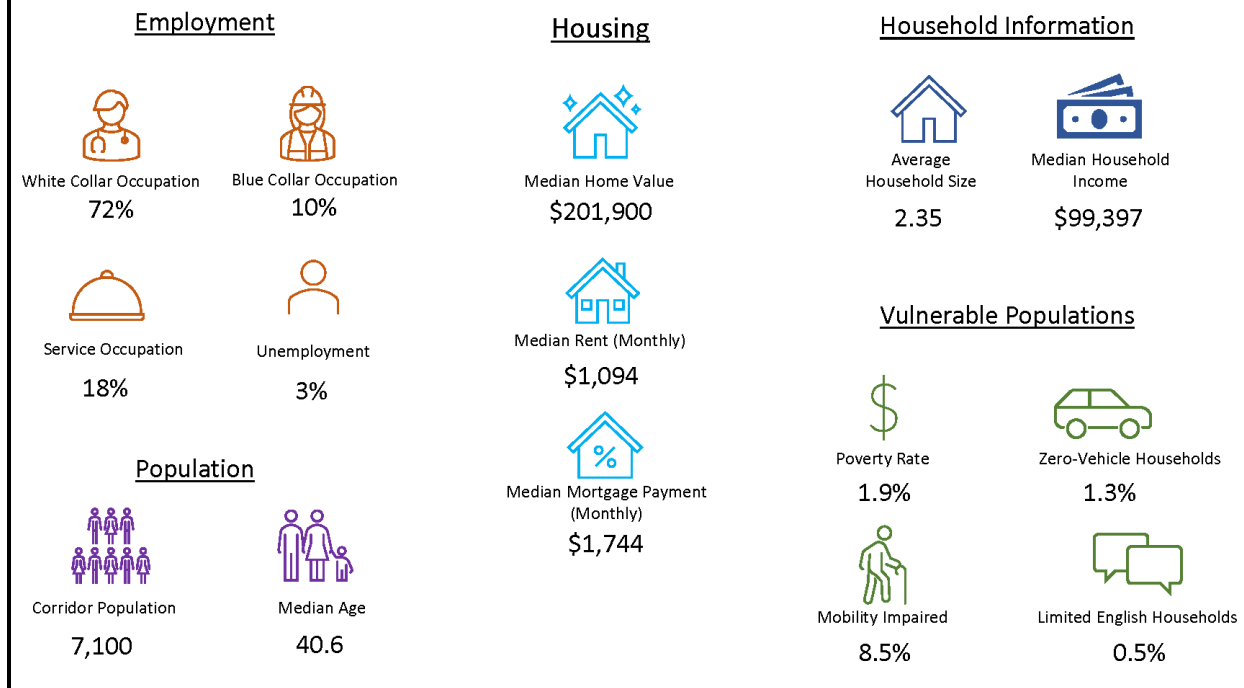 Employment
White Collar Occupation
72%
Blue Collar Occupation
10%
Service Occupation
18%
Unemployment
3%
Population
Corridor Population
7,100
Median Age
40.6
Housing
Median Home Value
$201,900
Median Rent (Monthly)
$1,094
%
Median Mortgage Payment
(Monthly)
$1,744
Household Information
Average
Household Size
2.35
Median Household
Income
$99,397
Vulnerable Populations
$
Poverty Rate
1.9%
Zero-Vehicle Households
1.3%
Mobility Impaired
8.5%
Limited English Households
0.5%